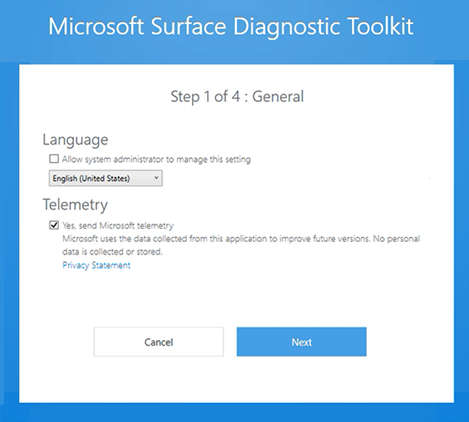 Microsoft Surface Diagnostic Toolkit
Step 1 of 4 : General
Language
Allow system administrator to manage this setting
English (United States)
Telemetry
Yes, send Microsoft telemetry
Microsoft uses the data collected from this application to improve future versions. No personal
data is collected or stored.
Privacy Statement
Cancel
Next